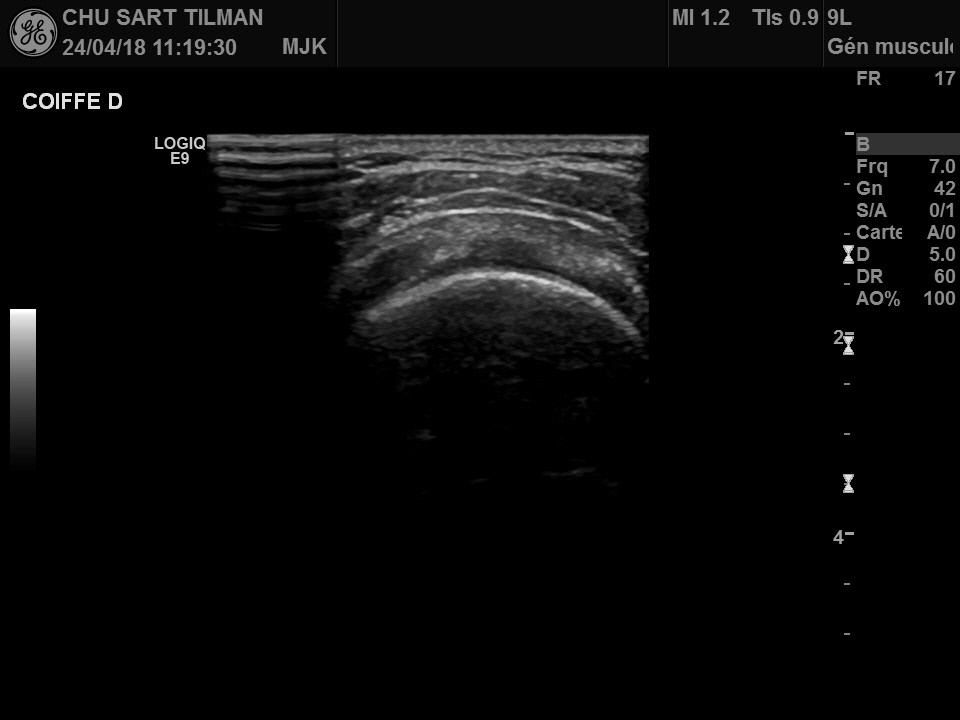 CHU SART TILMAN
24/04/18 11:19:30 MJK
MI 1.2 TIs 0.9 9L
Gén muscul
FR 17
COIFFE D
LOGIQ
E9
B
Frq 7.0
Gn 42
S/A 0/1
Carte A/0
D 5.0
DR 60
AO% 100
2
4